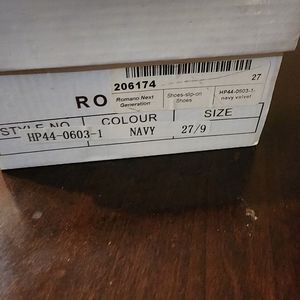 206174
27
RO
Romano Next Generation
Shoes-slip-on Shoes
HP44-0603-1-navy velvet
STYLE NO. COLOUR SIZE
HP44-0603-1 NAVY 27/9